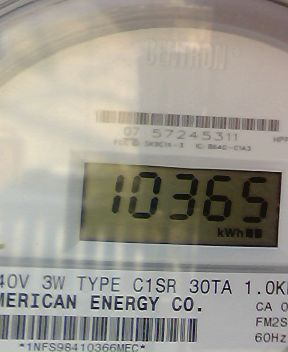 CENTRON®
07 57245311
10365
kWh
40V 3W TYPE C1SR 30TA 1.0K
MERICAN ENERGY CO.
CA 0
FM2S
60Hz
*1NFS98410366MEC*